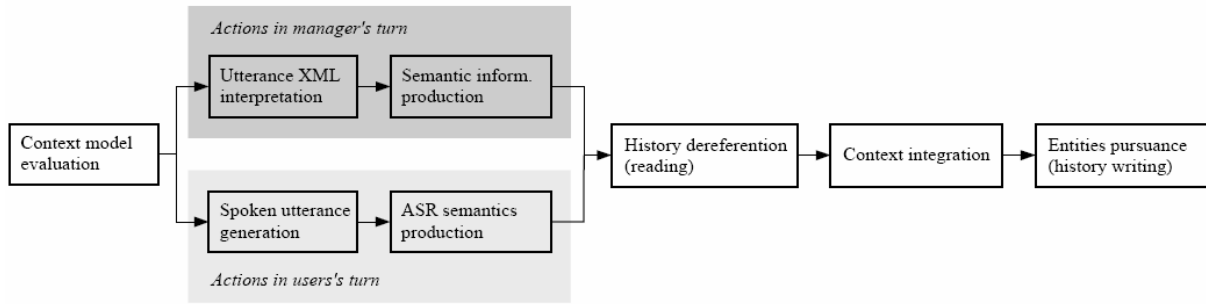 Actions in manager's turn
Utterance XML
interpretation
Semantic inform.
production
Context model
evaluation
History dereferention
(reading)
Context integration
Entities pursuance
(history writing)
Spoken utterance
generation
ASR semantics
production
Actions in users's turn